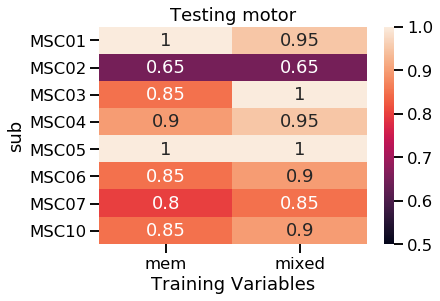 Testing motor
sub
MSC01 1 0.95
MSC02 0.65 0.65
MSC03 0.85 1
MSC04 0.9 0.95
MSC05 1 1
MSC06 0.85 0.9
MSC07 0.8 0.85
MSC10 0.85 0.9
mem mixed
Training Variables
1.0
0.9
0.8
0.7
0.6
0.5